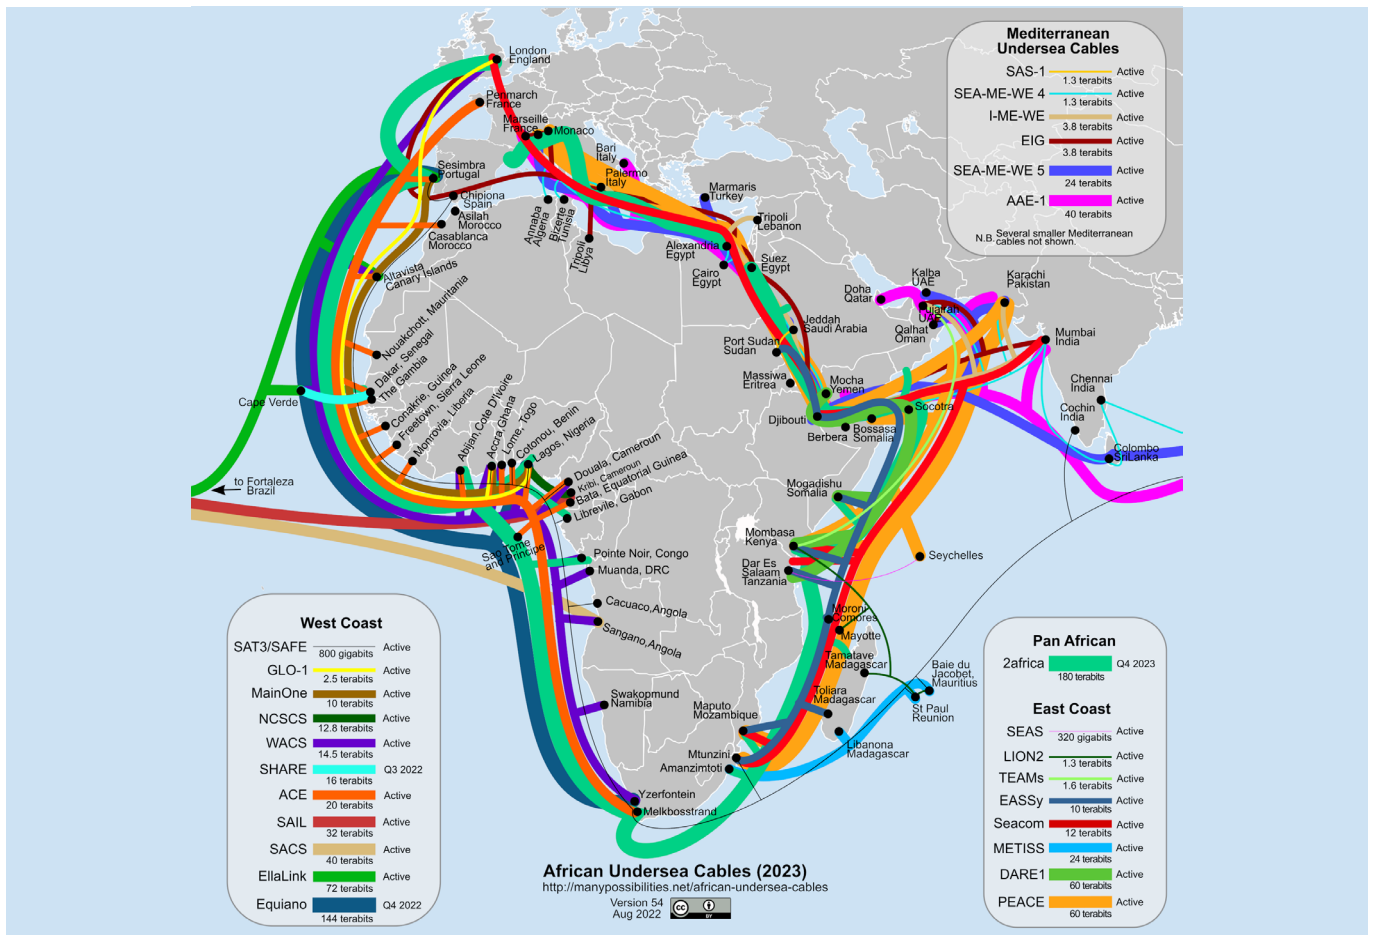 London
England
Penmarch
France
Marseille
France
Monaco
Bari
Italy
Palermo
Italy
Sesimbra
Portugal
Chipiona
Spain
Asilah
Morocco
Casablanca
Morocco
Annaba
Algeria
Bizerte
Tunisia
Tripoli
Libya
Marmaris
Turkey
Tripoli
Lebanon
Alexandria
Egypt
Cairo
Egypt
Suez
Egypt
Altavista
Canary Islands
Doha
Qatar
Kalba
UAE
Fujairah
UAE
Qalhat
Oman
Karachi
Pakistan
Mumbai
India
Chennai
India
Cochin
India
Colombo
SriLanka
Jeddah
Saudi Arabia
Port Sudan
Sudan
Massiwa
Eritrea
Mocha
Yemen
Djibouti
Berbera
Bossasa
Somalia
Socotra
Nouakchott, Mauritania
Dakar, Senegal
The Gambia
Conakrie, Guinea
Freetown, Sierra Leone
Monrovia, Liberia
Cape Verde
Abijan,Cote D'Ivoire
Accra,Ghana
Lome, Togo
Cotonou, Benin
Lagos, Nigeria
Douala, Cameroun
Kribi, Cameroun
Bata, Equatorial Guinea
Libreville, Gabon
to Fortaleza
Brazil
Sao Tome
and Principe
Pointe Noir, Congo
Muanda, DRC
Cacuaco,Angola
Sangano,Angola
Swakopmund
Namibia
Yzerfontein
Melkbosstrand
Mogadishu
Somalia
Mombasa
Kenya
Dar Es
Salaam
Tanzania
Seychelles
Moroni
Comores
Mayotte
Tamatave
Madagascar
Toliara
Madagascar
Libanona
Madagascar
Baie du
Jacobet,
Mauritius
St Paul
Reunion
Maputo
Mozambique
Mtunzini
Amanzimtoti
Mediterranean
Undersea Cables
SAS-1 Active
1.3 terabits
SEA-ME-WE 4 Active
1.3 terabits
I-ME-WE Active
3.8 terabits
EIG Active
3.8 terabits
SEA-ME-WE 5 Active
24 terabits
AAE-1 Active
40 terabits
N.B. Several smaller Mediterranean
cables not shown.
West Coast
SAT3/SAFE Active
800 gigabits
GLO-1 Active
2.5 terabits
MainOne Active
10 terabits
NCSCS Active
12.8 terabits
WACS Active
14.5 terabits
SHARE Q3 2022
16 terabits
ACE Active
20 terabits
SAIL Active
32 terabits
SACS Active
40 terabits
EllaLink Active
72 terabits
Equiano Q4 2022
144 terabits
Pan African
2africa Q4 2023
180 terabits
East Coast
SEAS Active
320 gigabits
LION2 Active
1.3 terabits
TEAMs Active
1.6 terabits
EASSy Active
10 terabits
Seacom Active
12 terabits
METISS Active
24 terabits
DARE1 Active
60 terabits
PEACE Active
60 terabits
African Undersea Cables (2023)
http://manypossibilities.net/african-undersea-cables
Version 54
Aug 2022
cc
BY